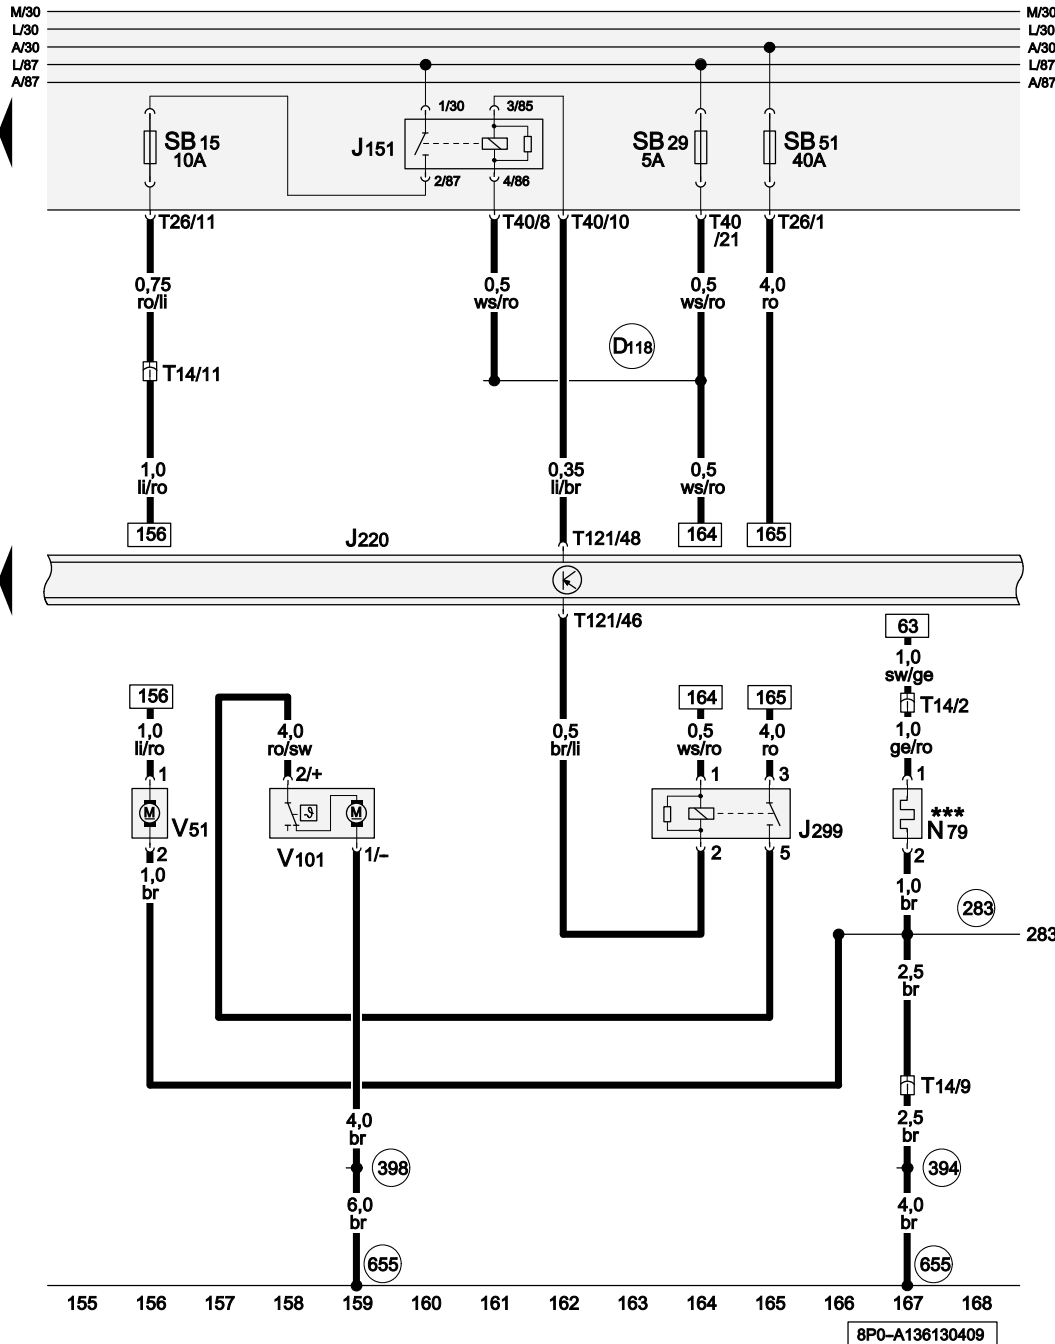 M/30 M/30
L/30 L/30
A/30 A/30
L/87 L/87
A/87 A/87
1/30 3/85
SB 15 J151 SB 29 SB 51
10A 5A 40A
2/87 4/86
T26/11 T40/8 T40/10 T40 T26/1
/21
0,75 0,5 0,5 4,0
ro/li ws/ro ws/ro ro
D118
T14/11
1,0 0,35 0,5
li/ro li/br ws/ro
156 J220 T121/48 164 165
T121/46 63
1,0
sw/ge
156 164 165 T14/2
1,0 4,0 0,5 0,5 4,0 1,0
li/ro ro/sw br/li ws/ro ro ge/ro
1 2/+ 1 3 1
M ϑ M ***
V51 J299 N79
2 V101 1/– 2 5 2
1,0 1,0
br br
283
283
2,5
br
T14/9
4,0 2,5
br br
398 394
6,0 4,0
br br
655 655
155 156 157 158 159 160 161 162 163 164 165 166 167 168
8P0–A136130409